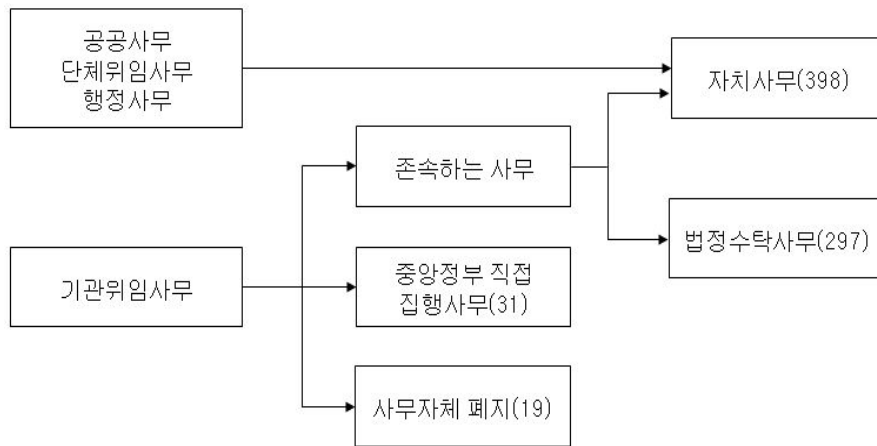 공공사무
단체위임사무
행정사무
자치사무(398)
존속하는 사무
법정수탁사무(297)
기관위임사무
중앙정부 직접
집행사무(31)
사무자체 폐지(19)